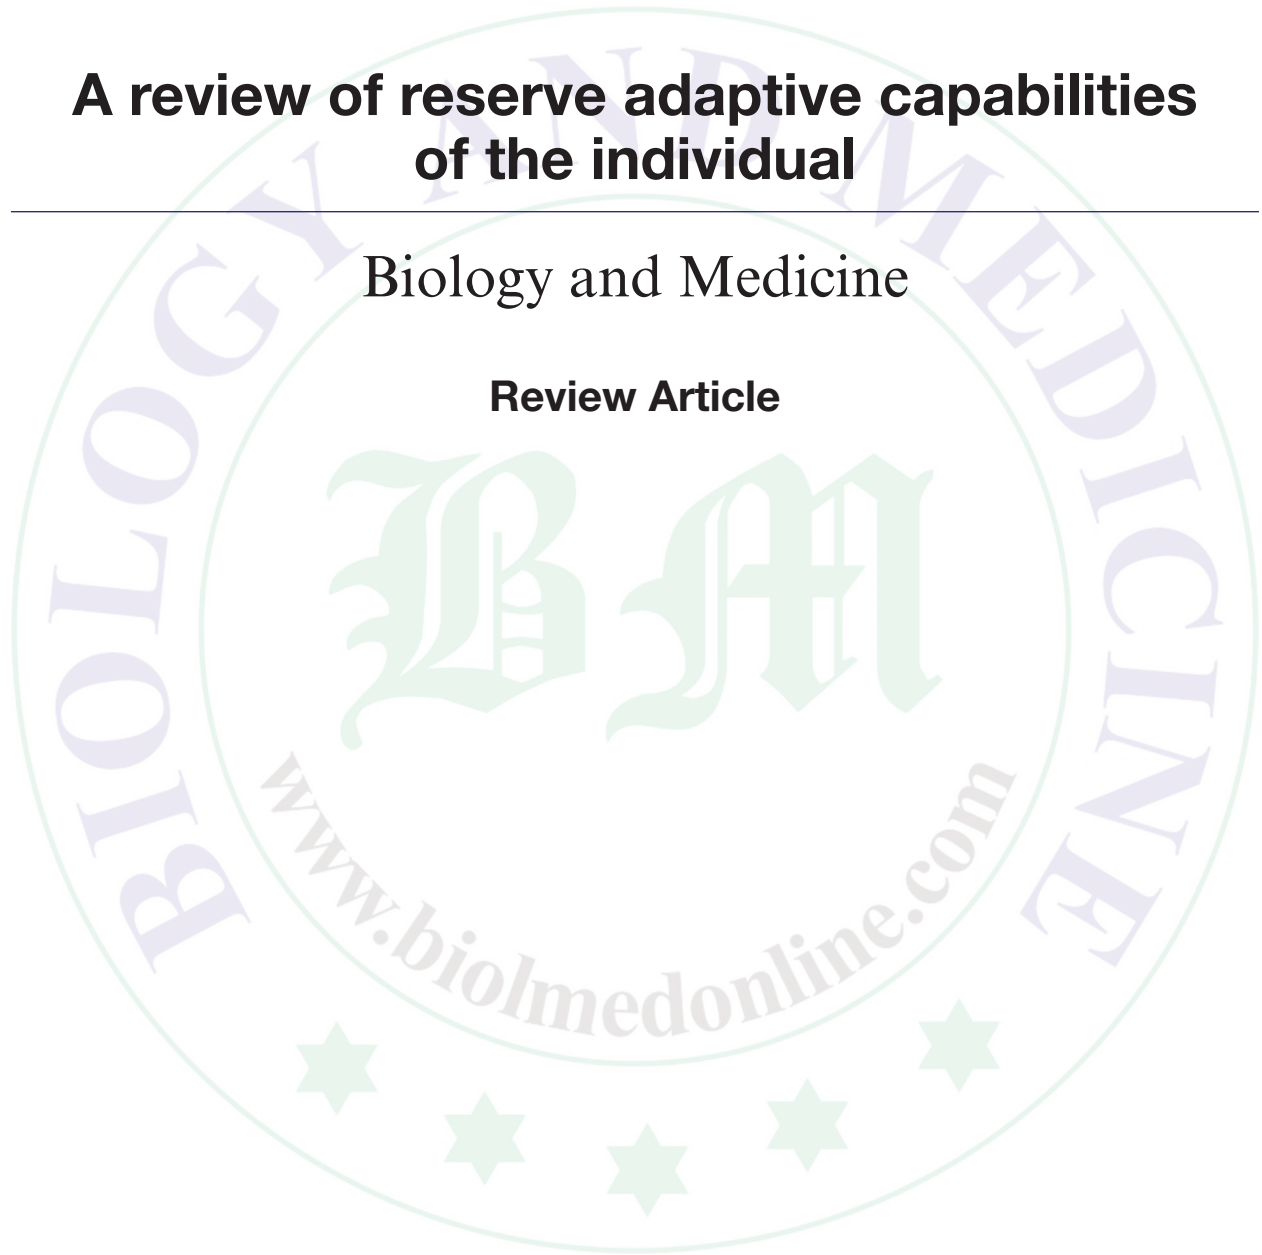 A review of reserve adaptive capabilities
of the individual
Biology and Medicine
Review Article
BIOLOGY AND MEDICINE
BM
www.biolmedonline.com